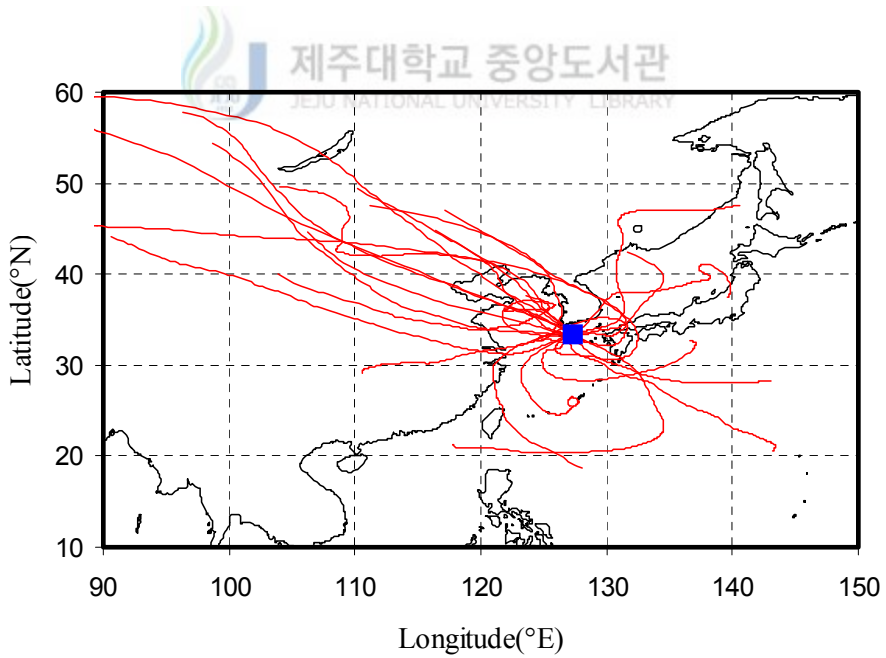 제주대학교 중앙도서관
JEJU NATIONAL UNIVERSITY LIBRARY
60
50
40
30
20
10
Latitude(°N)
90 100 110 120 130 140 150
Longitude(°E)